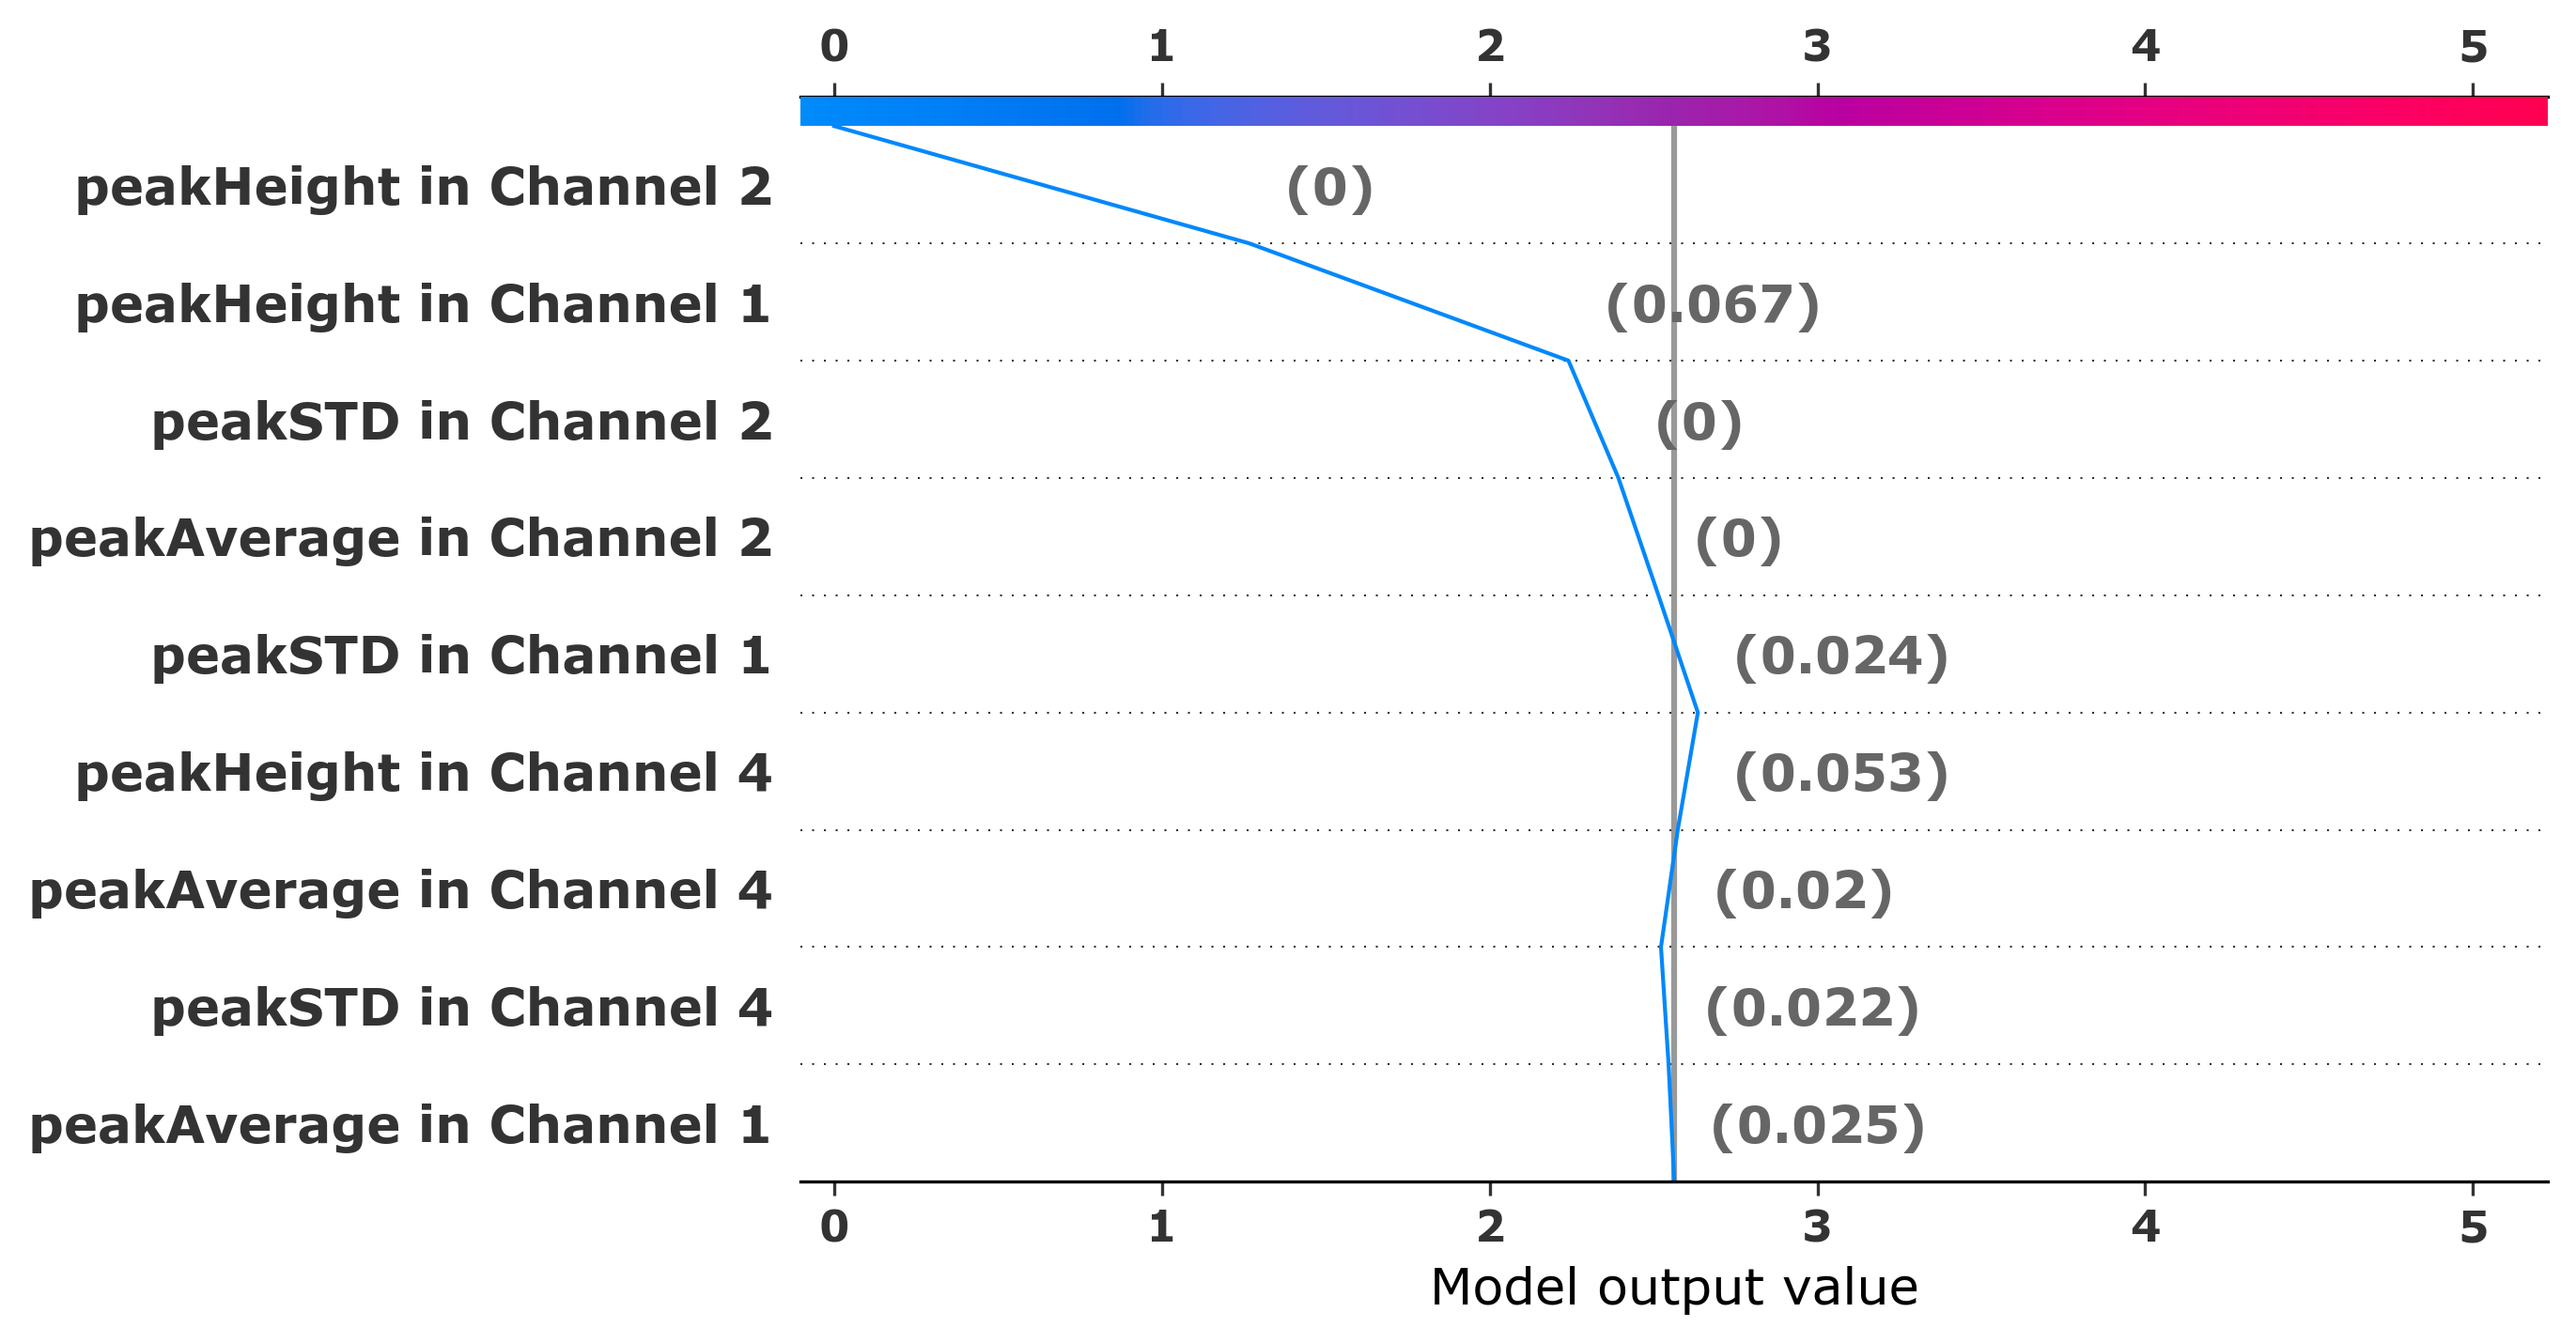 0 1 2 3 4 5
peakHeight in Channel 2 (0)
peakHeight in Channel 1 (0.067)
peakSTD in Channel 2 (0)
peakAverage in Channel 2 (0)
peakSTD in Channel 1 (0.024)
peakHeight in Channel 4 (0.053)
peakAverage in Channel 4 (0.02)
peakSTD in Channel 4 (0.022)
peakAverage in Channel 1 (0.025)
0 1 2 3 4 5
Model output value